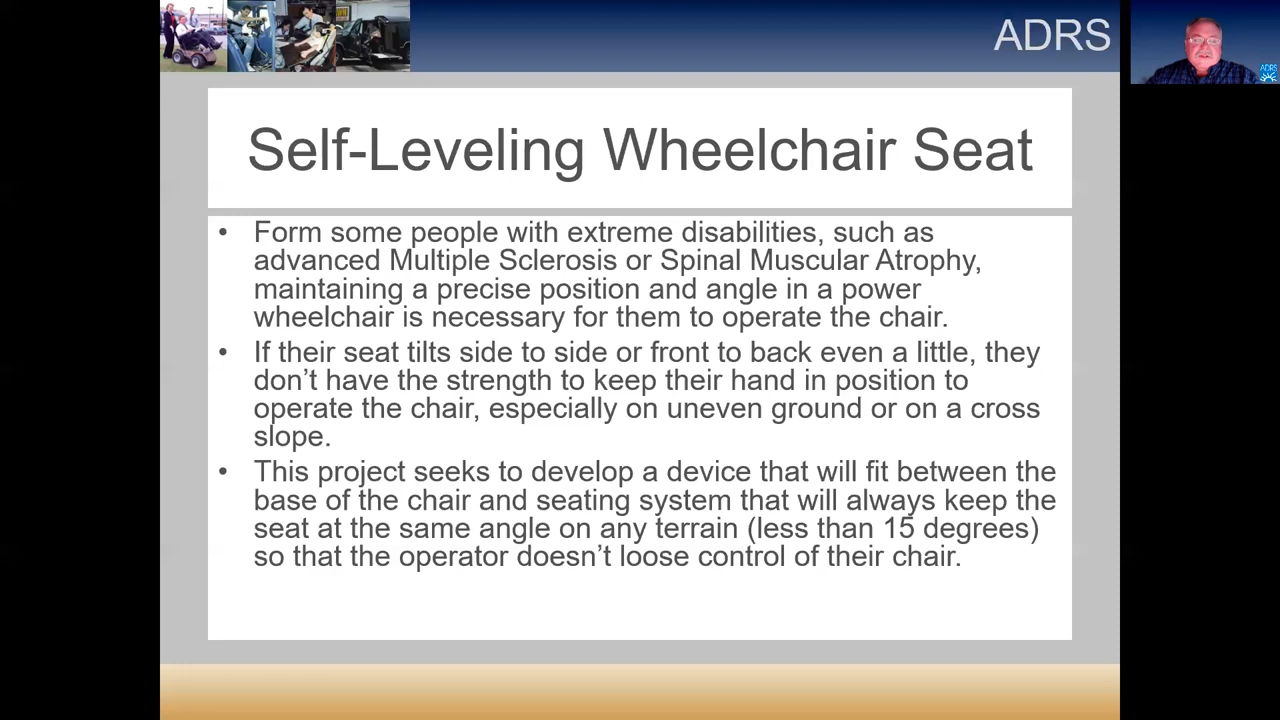 ADRS
ADRS
Self-Leveling Wheelchair Seat
• Form some people with extreme disabilities, such as
advanced Multiple Sclerosis or Spinal Muscular Atrophy,
maintaining a precise position and angle in a power
wheelchair is necessary for them to operate the chair.
• If their seat tilts side to side or front to back even a little, they
don’t have the strength to keep their hand in position to
operate the chair, especially on uneven ground or on a cross
slope.
• This project seeks to develop a device that will fit between the
base of the chair and seating system that will always keep the
seat at the same angle on any terrain (less than 15 degrees)
so that the operator doesn’t loose control of their chair.